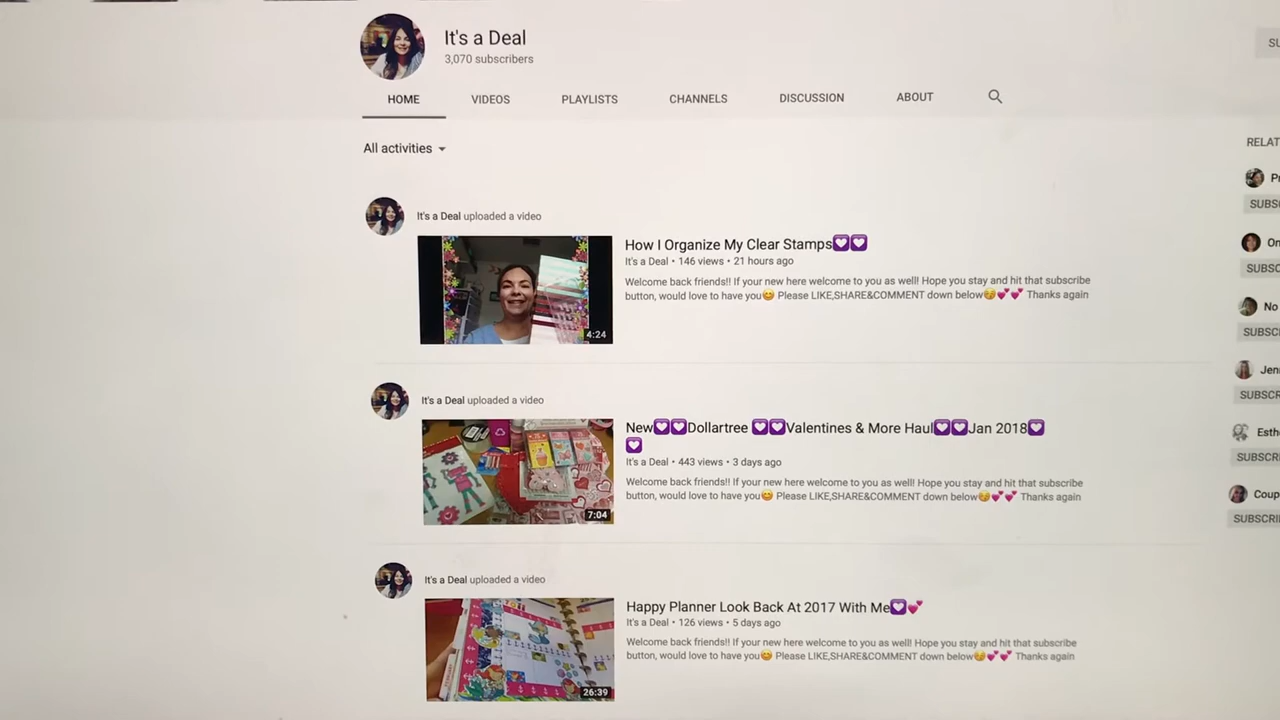 It's a Deal
3,070 subscribers
SU
HOME VIDEOS PLAYLISTS CHANNELS DISCUSSION ABOUT
All activities
RELAT
It's a Deal uploaded a video
How I Organize My Clear Stamps💟💟
It's a Deal • 146 views • 21 hours ago
Welcome back friends!! If your new here welcome to you as well! Hope you stay and hit that subscribe
button, would love to have you😊 Please LIKE,SHARE&COMMENT down below😚💕💕 Thanks again
4:24
It's a Deal uploaded a video
New💟💟Dollartree 💟💟Valentines & More Haul💟💟Jan 2018💟
💟
It's a Deal • 443 views • 3 days ago
Welcome back friends!! If your new here welcome to you as well! Hope you stay and hit that subscribe
button, would love to have you😊 Please LIKE,SHARE&COMMENT down below😚💕💕 Thanks again
7:04
It's a Deal uploaded a video
Happy Planner Look Back At 2017 With Me💟💕
It's a Deal • 126 views • 5 days ago
Welcome back friends!! If your new here welcome to you as well! Hope you stay and hit that subscribe
button, would love to have you😊 Please LIKE,SHARE&COMMENT down below😚💕💕 Thanks again
26:39
Pr
SUBSC
On
SUBSC
No
SUBSC
Jen
SUBSCR
Esthe
SUBSCR
Coup
SUBSCRI